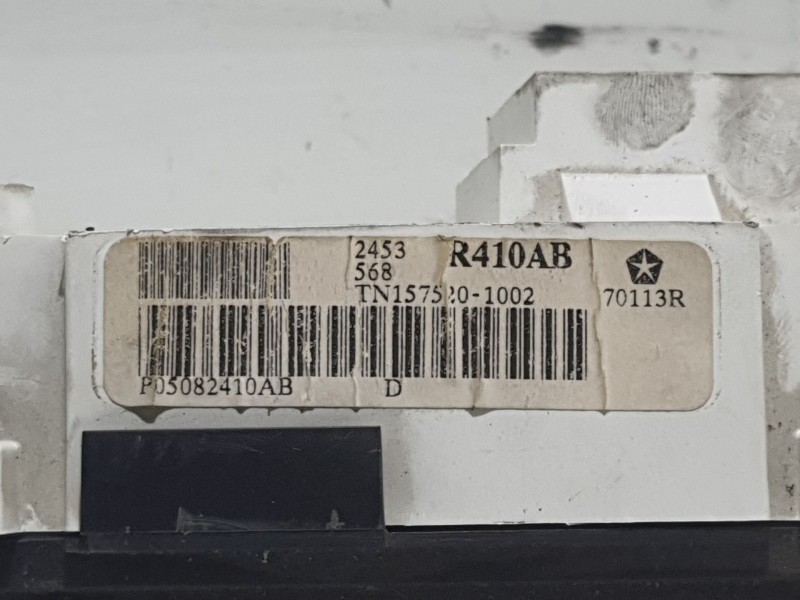 2453 R410AB
568
TN157520-1002 70113R
P05082410AB D